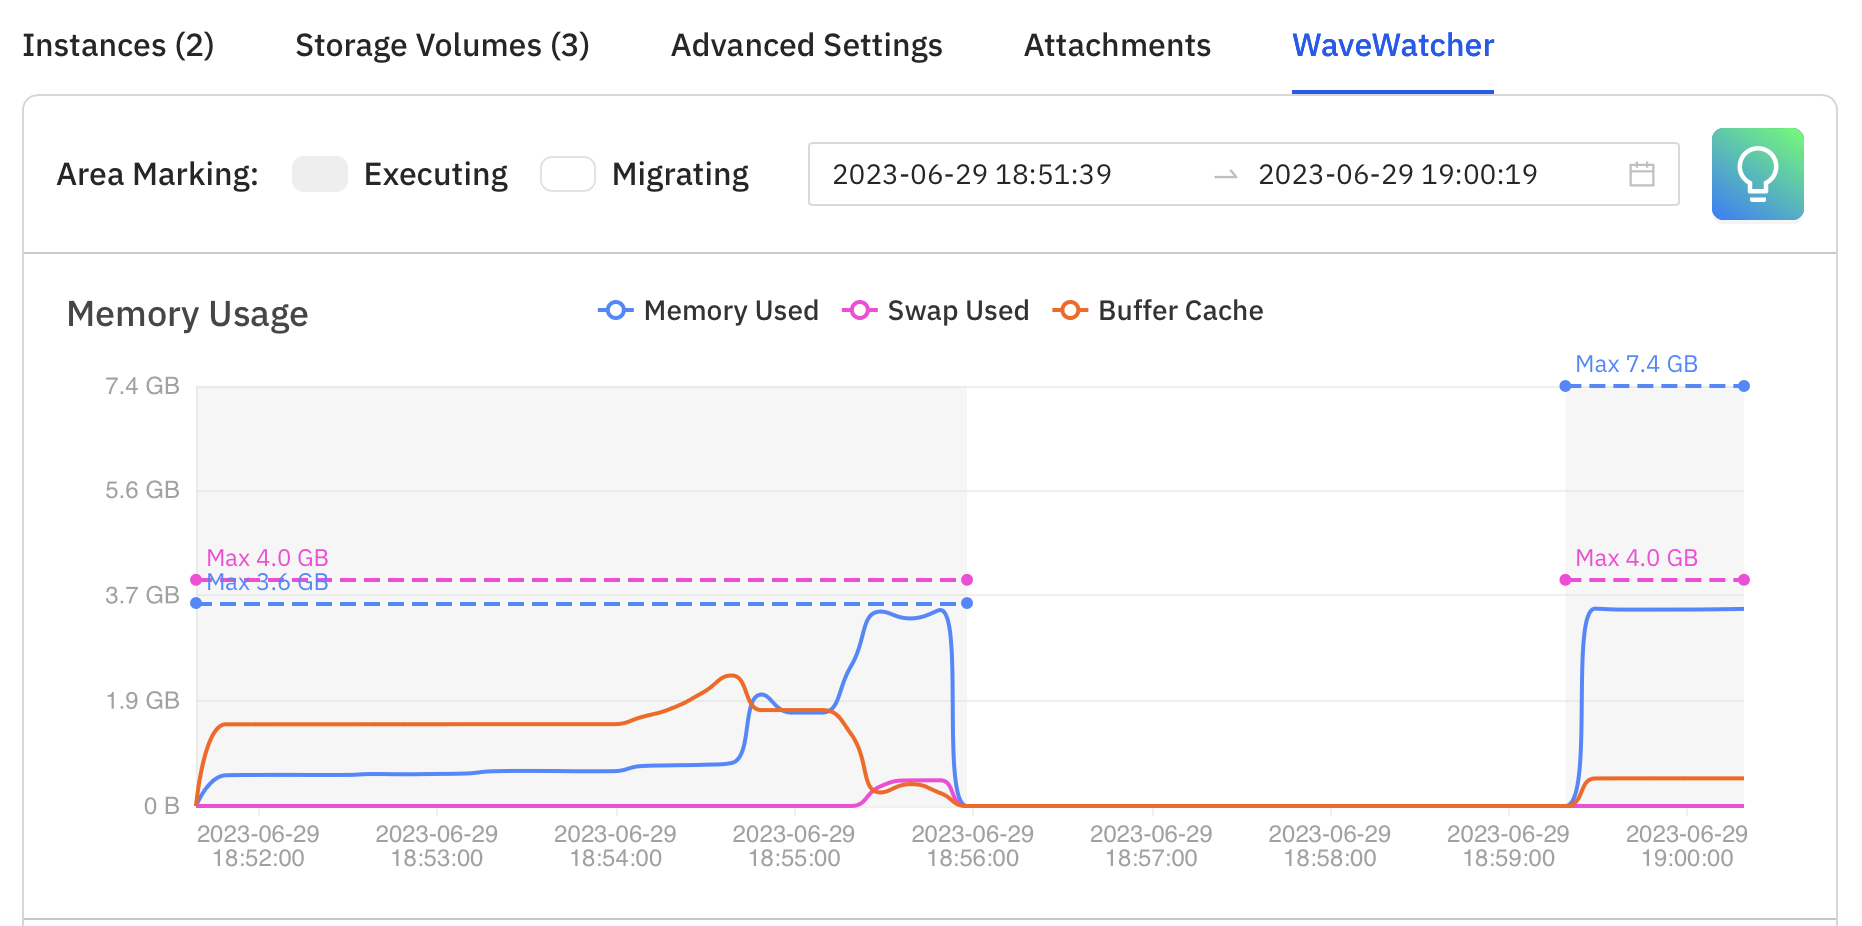 Instances (2) Storage Volumes (3) Advanced Settings Attachments WaveWatcher
Area Marking: Executing Migrating 2023-06-29 18:51:39 → 2023-06-29 19:00:19
Memory Usage Memory Used Swap Used Buffer Cache
Max 7.4 GB
7.4 GB
5.6 GB
Max 4.0 GB Max 4.0 GB
Max 3.6 GB
3.7 GB
1.9 GB
0 B
2023-06-29 2023-06-29 2023-06-29 2023-06-29 2023-06-29 2023-06-29 2023-06-29 2023-06-29 2023-06-29
18:52:00 18:53:00 18:54:00 18:55:00 18:56:00 18:57:00 18:58:00 18:59:00 19:00:00